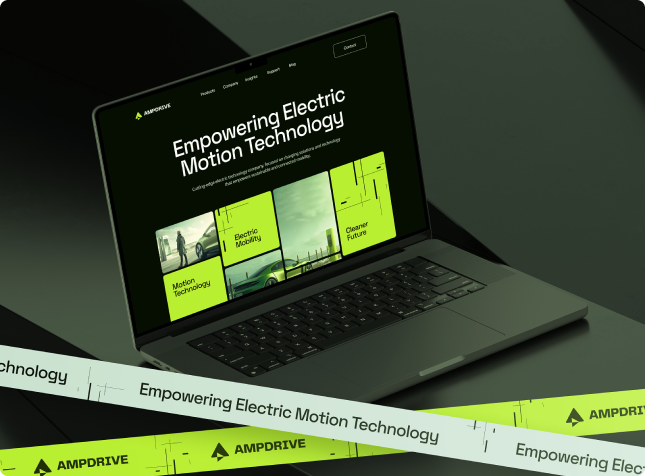 Contact
Products Company Insights Support Blog
AMPDRIVE
Empowering Electric
Motion Technology
Cutting-edge electric technology company, focused on charging solutions and technology
that empowers sustainable and connected mobility.
Electric
Mobility
Cleaner
Future
Motion
Technology
chnology
Empowering Electric Motion Technology
Empowering Elec
AMPDRIVE
AMPDRIVE
AMPDRIV